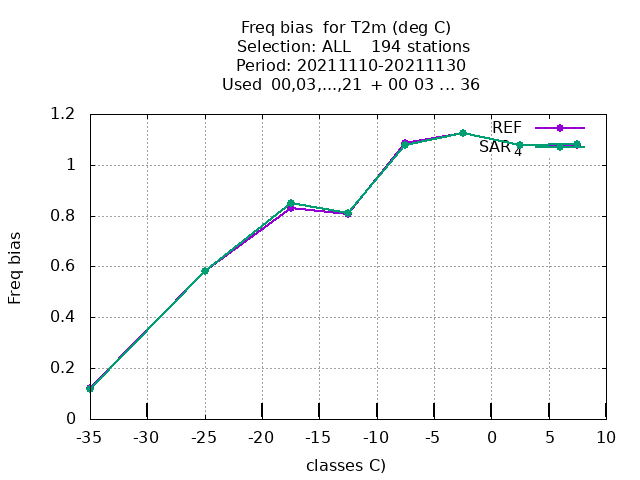 Freq bias  for T2m (deg C)
Selection: ALL    194 stations
Period: 20211110-20211130
Used  00,03,...,21  + 00 03 ... 36
REF
SAR 4
Freq bias
1.2
1
0.8
0.6
0.4
0.2
0
-35 -30 -25 -20 -15 -10 -5 0 5 10
classes C)